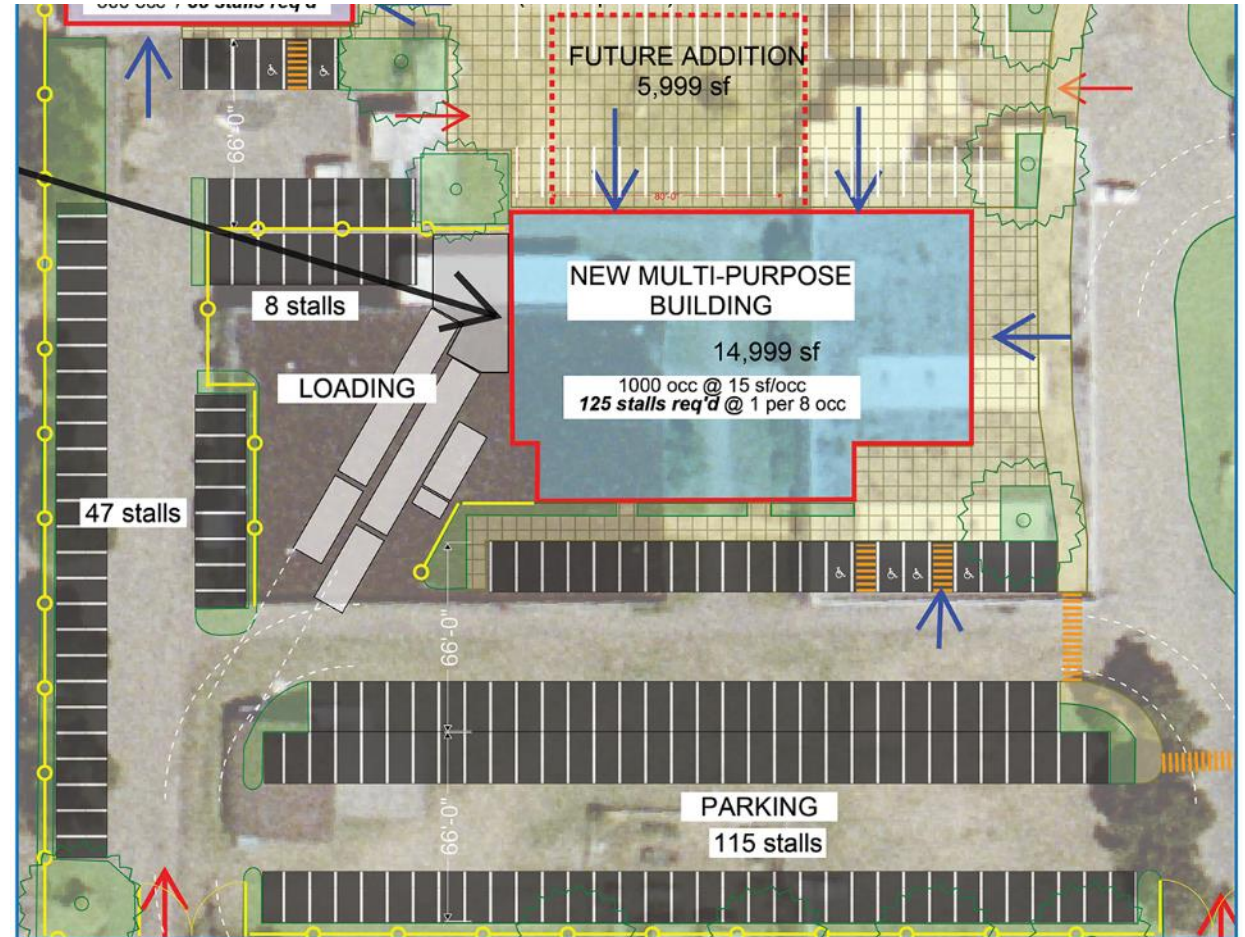 stalls req'd
FUTURE ADDITION
5,999 sf
66'-0"
80'-0"
NEW MULTI-PURPOSE
BUILDING
8 stalls
14,999 sf
1000 occ @ 15 sf/occ
125 stalls req'd @ 1 per 8 occ
LOADING
47 stalls
66'-0"
66'-0"
PARKING
115 stalls